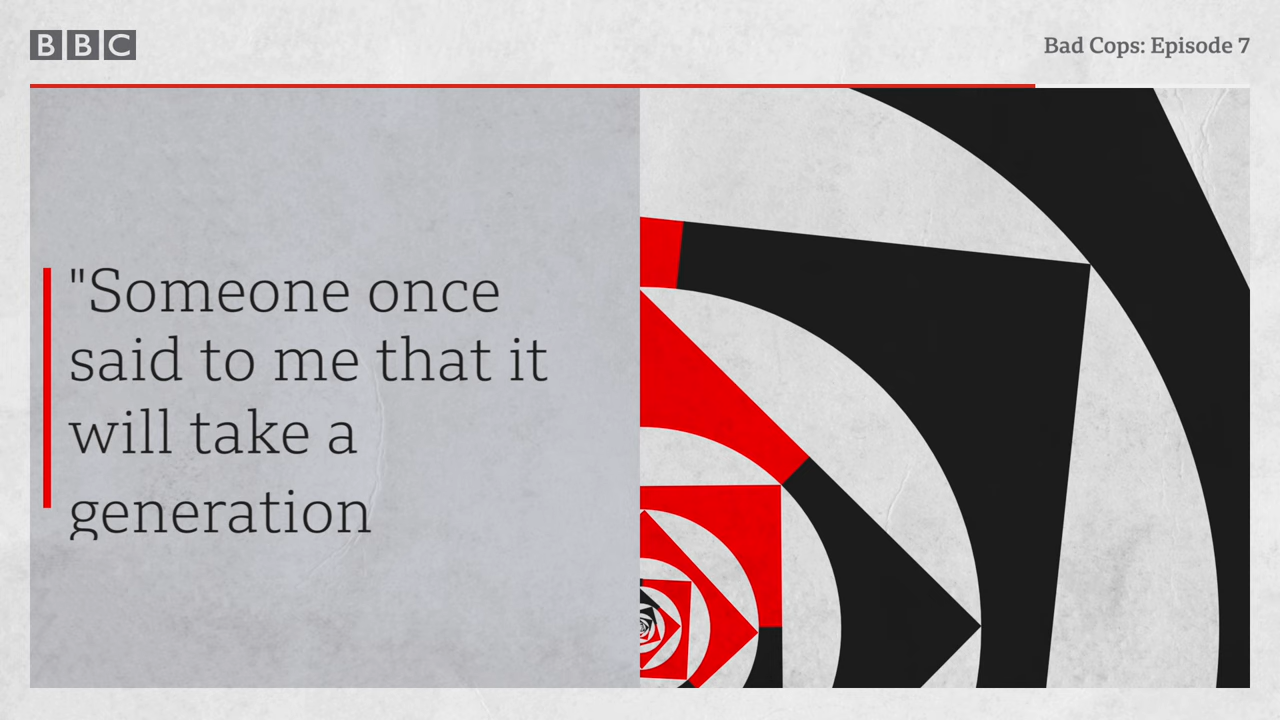 BBC
Bad Cops: Episode 7
"Someone once
said to me that it
will take a
generation